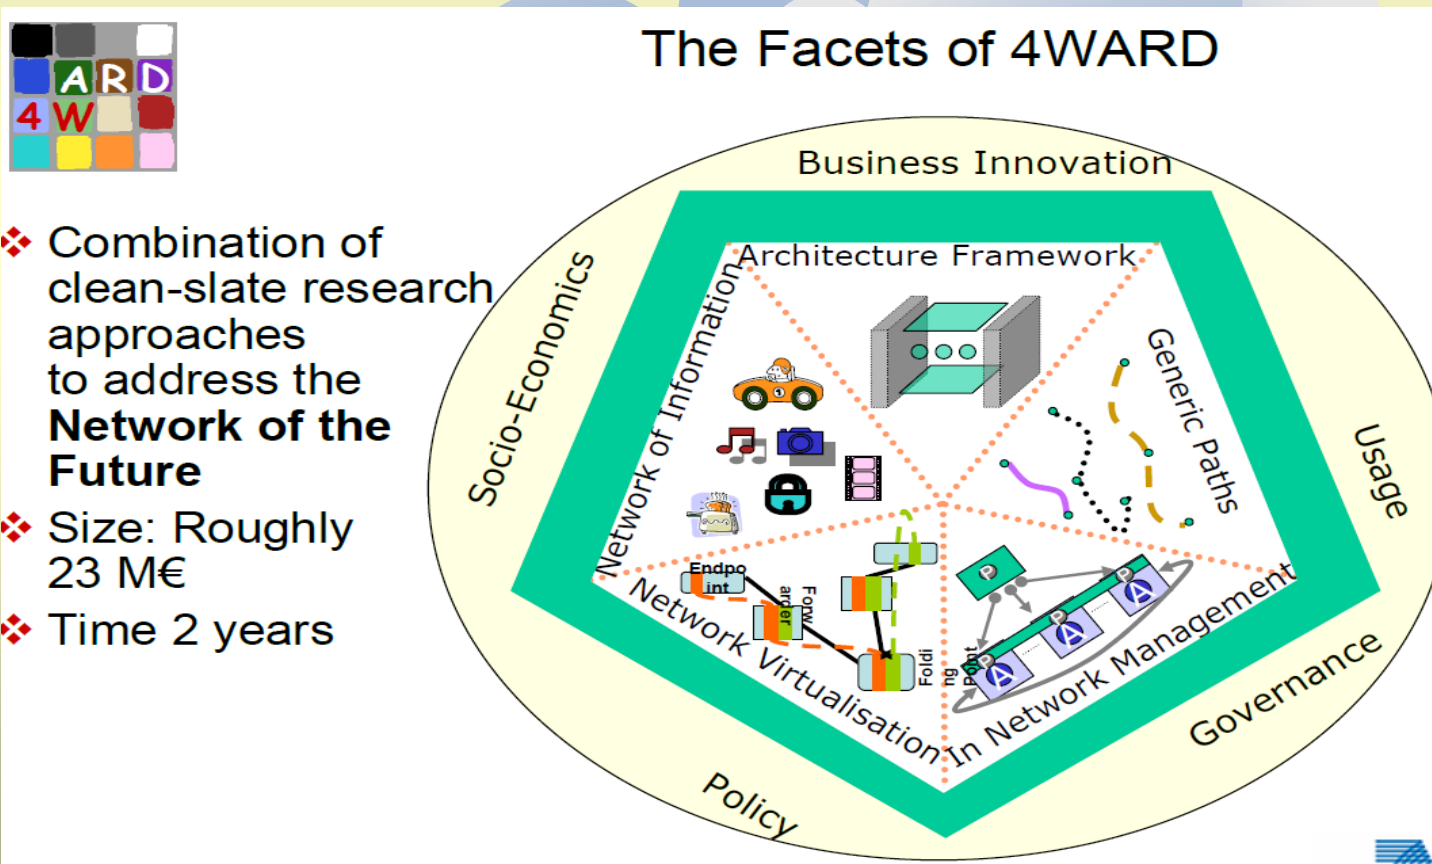 The Facets of 4WARD
A R D
4 W
Combination of
clean-slate research
approaches
to address the
Network of the
Future
Size: Roughly
23 M€
Time 2 years
Business Innovation
Socio-Economics
Usage
Governance
Policy
Architecture Framework
Network of Information
Generic Paths
1
Endpo
int
Forw
arder
Foldi
ng
Point
P
P
P
P
A
A
A
Network Virtualisation
In Network Management